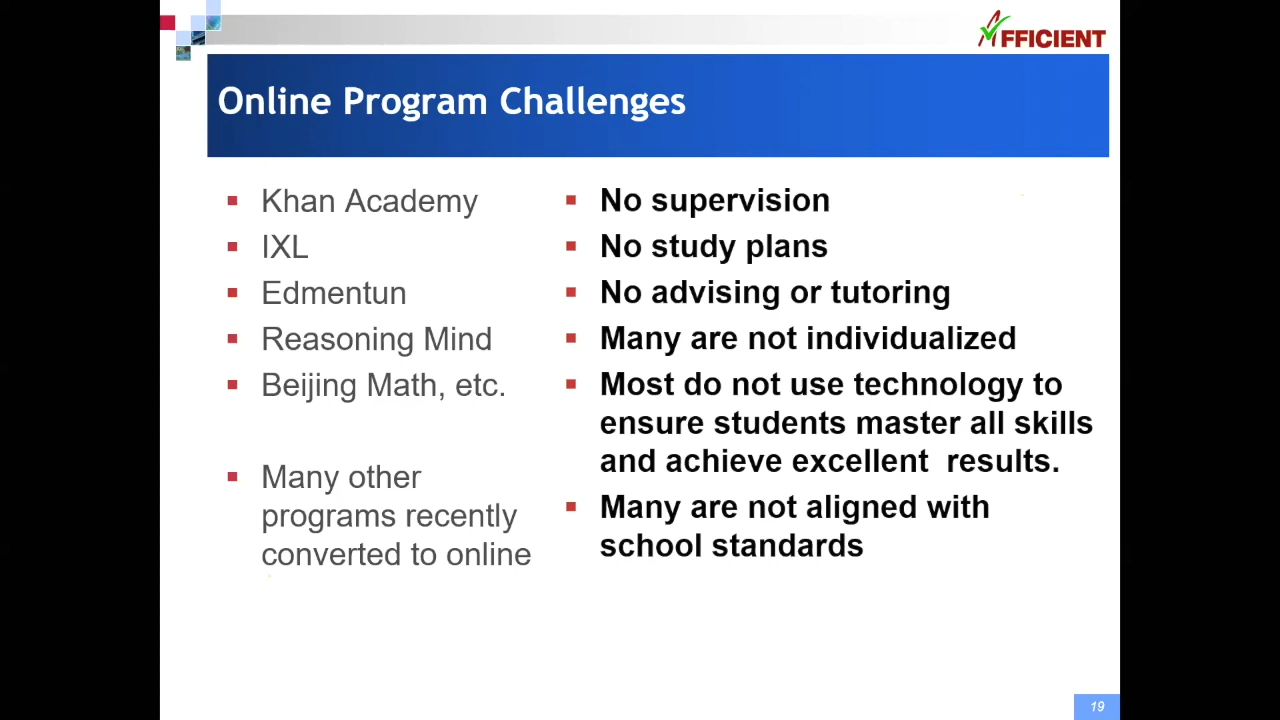 AFFICIENT
Online Program Challenges
Khan Academy
IXL
Edmentun
Reasoning Mind
Beijing Math, etc.
Many other
programs recently
converted to online
No supervision
No study plans
No advising or tutoring
Many are not individualized
Most do not use technology to
ensure students master all skills
and achieve excellent results.
Many are not aligned with
school standards
19